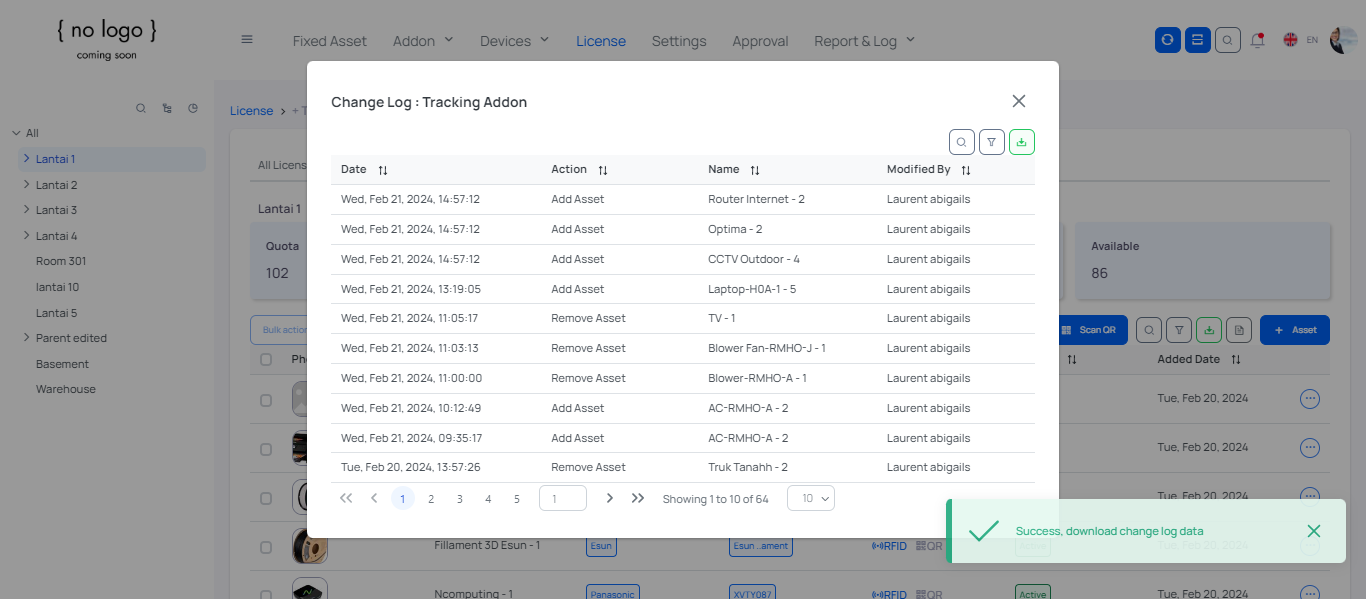 { no logo }
coming soon
Fixed Asset Addon Devices License Settings Approval Report & Log EN
License > + T
All
Lantai 1
Lantai 2
Lantai 3
Lantai 4
Room 301
lantai 10
Lantai 5
Parent edited
Basement
Warehouse
All Licens
Lantai 1
Quota
102
Available
86
Bulk action
Scan QR
+ Asset
Ph
Added Date
Tue, Feb 20, 2024
Tue, Feb 20, 2024
Tue, Feb 20, 2024
Fillament 3D Esun - 1 Esun Esun ..ament RFID QR Active Tue, Feb 20, 2024
Ncomputing - 1 Panasonic XVTY087 RFID QR Active Tue, Feb 20, 2024
Change Log : Tracking Addon
Date Action Name Modified By
Wed, Feb 21, 2024, 14:57:12 Add Asset Router Internet - 2 Laurent abigails
Wed, Feb 21, 2024, 14:57:12 Add Asset Optima - 2 Laurent abigails
Wed, Feb 21, 2024, 14:57:12 Add Asset CCTV Outdoor - 4 Laurent abigails
Wed, Feb 21, 2024, 13:19:05 Add Asset Laptop-H0A-1 - 5 Laurent abigails
Wed, Feb 21, 2024, 11:05:17 Remove Asset TV - 1 Laurent abigails
Wed, Feb 21, 2024, 11:03:13 Remove Asset Blower Fan-RMHO-J - 1 Laurent abigails
Wed, Feb 21, 2024, 11:00:00 Remove Asset Blower-RMHO-A - 1 Laurent abigails
Wed, Feb 21, 2024, 10:12:49 Add Asset AC-RMHO-A - 2 Laurent abigails
Wed, Feb 21, 2024, 09:35:17 Add Asset AC-RMHO-A - 2 Laurent abigails
Tue, Feb 20, 2024, 13:57:26 Remove Asset Truk Tanahh - 2 Laurent abigails
1 2 3 4 5 1 Showing 1 to 10 of 64 10
Success, download change log data